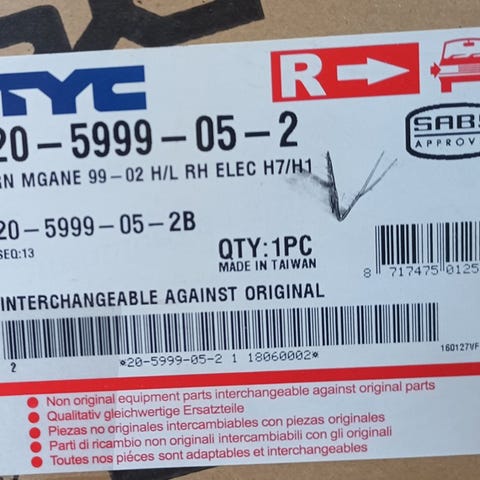 TYC
R
20-5999-05-2
RN MGANE 99-02 H/L RH ELEC H7/H1
SABS
APPROV
20-5999-05-2B
SEQ:13
QTY:1PC
MADE IN TAIWAN
8 717475 0125
INTERCHANGEABLE AGAINST ORIGINAL
160127VF
2
*20-5999-05-2 1 18060002*
Non original equipment parts interchangeable against original parts
Qualitativ gleichwertige Ersatzteile
Piezas no originales intercambiables con piezas originales
Parti di ricambio non originali intercambiabili con gli originali
Toutes nos piéces sont adaptables et interchangeables